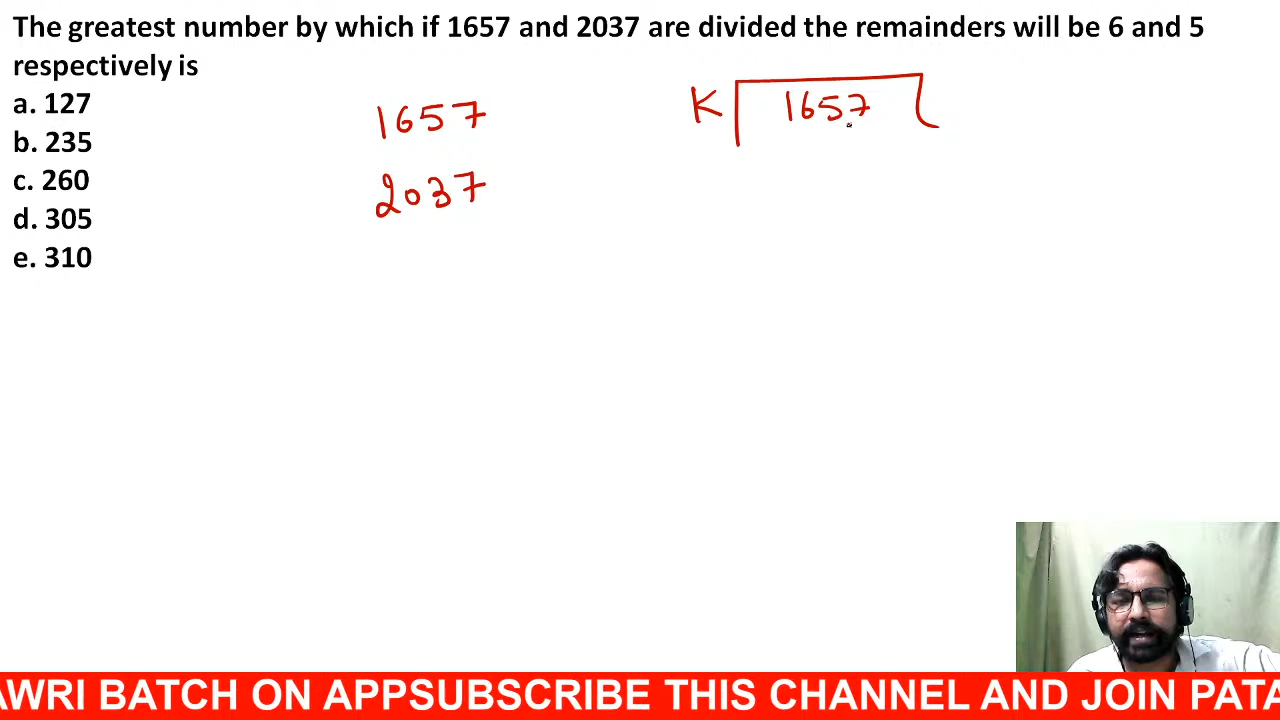 The greatest number by which if 1657 and 2037 are divided the remainders will be 6 and 5
respectively is
a. 127
b. 235
c. 260
d. 305
e. 310
1657
2037
K 1657
AWRI BATCH ON APPSUBSCRIBE THIS CHANNEL AND JOIN PATA